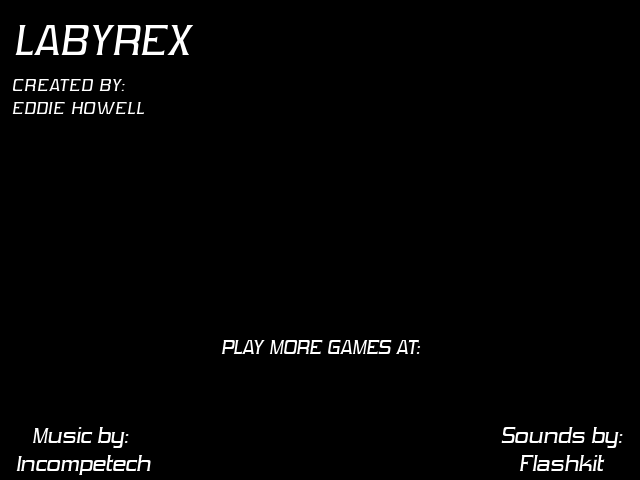 LABYREX
CREATED BY:
EDDIE HOWELL
PLAY MORE GAMES AT:
Music by:
Incompetech
Sounds by:
Flashkit